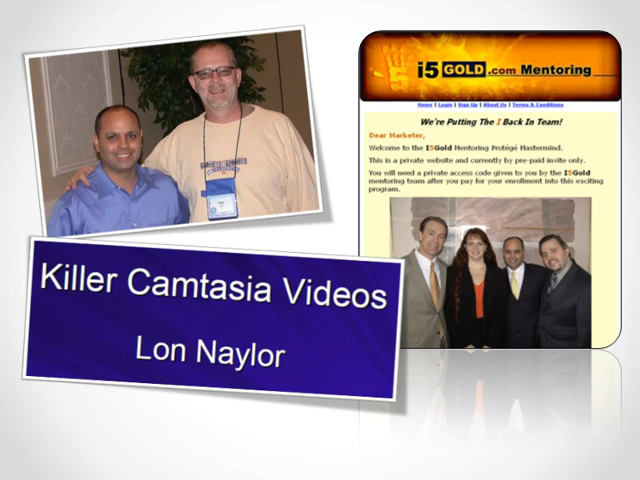 i5 GOLD .com Mentoring
Home | Login | Sign Up | About Us | Terms & Conditions
We're Putting The I Back In Team!
Dear Marketer,
Welcome to the I5Gold Mentoring Protégé Mastermind.
This is a private website and currently by pre-paid invite only.
You will need a private access code given to you by the I5Gold
mentoring team after you pay for your enrollment into this exciting
program.
Killer Camtasia Videos
Lon Naylor